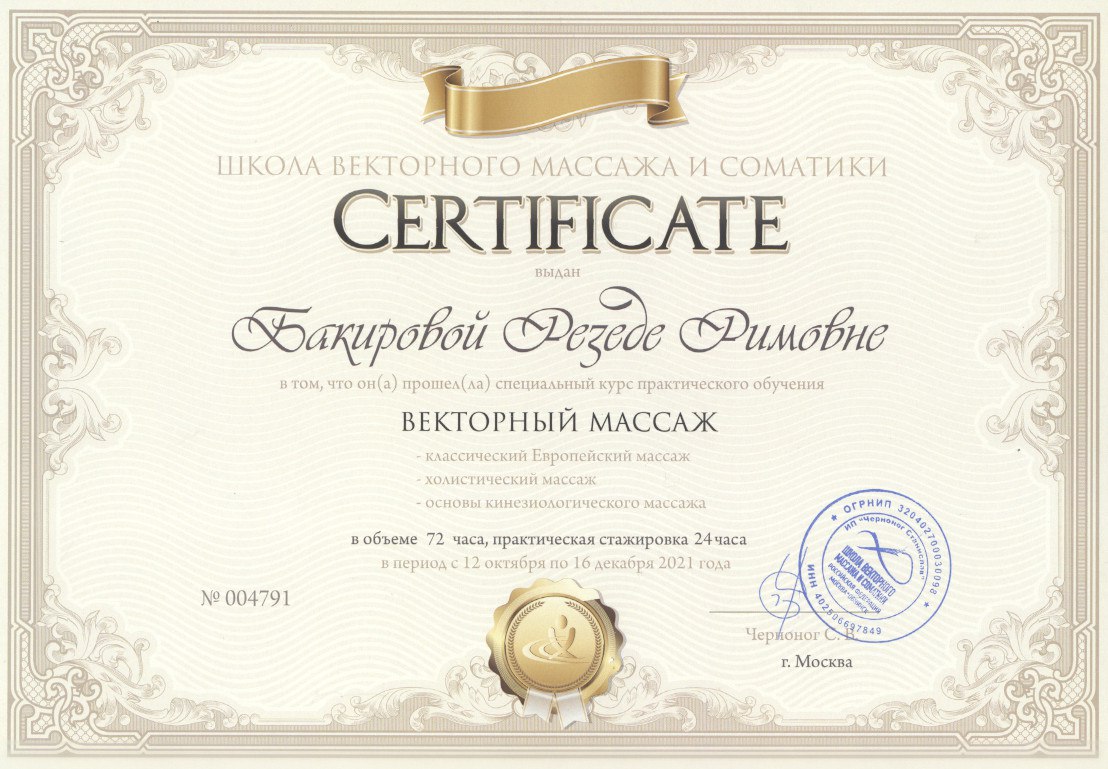 ШКОЛА ВЕКТОРНОГО МАССАЖА И СОМАТИКИ
CERTIFICATE
выдан
Бакировой Резеде Римовне
в том, что он(а) прошел(ла) специальный курс практического обучения
ВЕКТОРНЫЙ МАССАЖ
- классический Европейский массаж
- холистический массаж
- основы кинезиологического массажа
в объеме 72 часа, практическая стажировка 24 часа
в период с 12 октября по 16 декабря 2021 года
№ 004791
ОГРНИП 320402700030098
ИНН 402506697849
ИП "Черноног Станислав"
ШКОЛА ВЕКТОРНОГО
МАССАЖА И СОМАТИКИ
РОССИЙСКАЯ ФЕДЕРАЦИЯ
Черноног С. В.
г. Москва